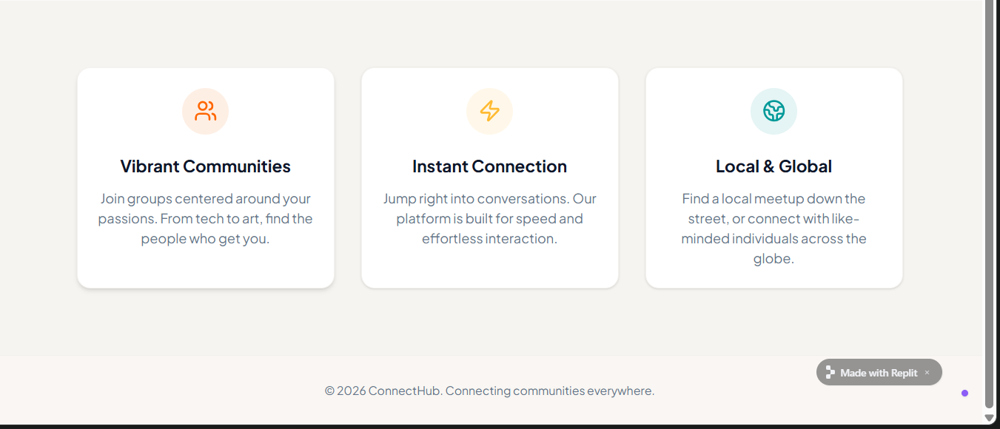 Vibrant Communities
Join groups centered around your
passions. From tech to art, find the
people who get you.
Instant Connection
Jump right into conversations. Our
platform is built for speed and
effortless interaction.
Local & Global
Find a local meetup down the
street, or connect with like-
minded individuals across the
globe.
Made with Replit ×
© 2026 ConnectHub. Connecting communities everywhere.